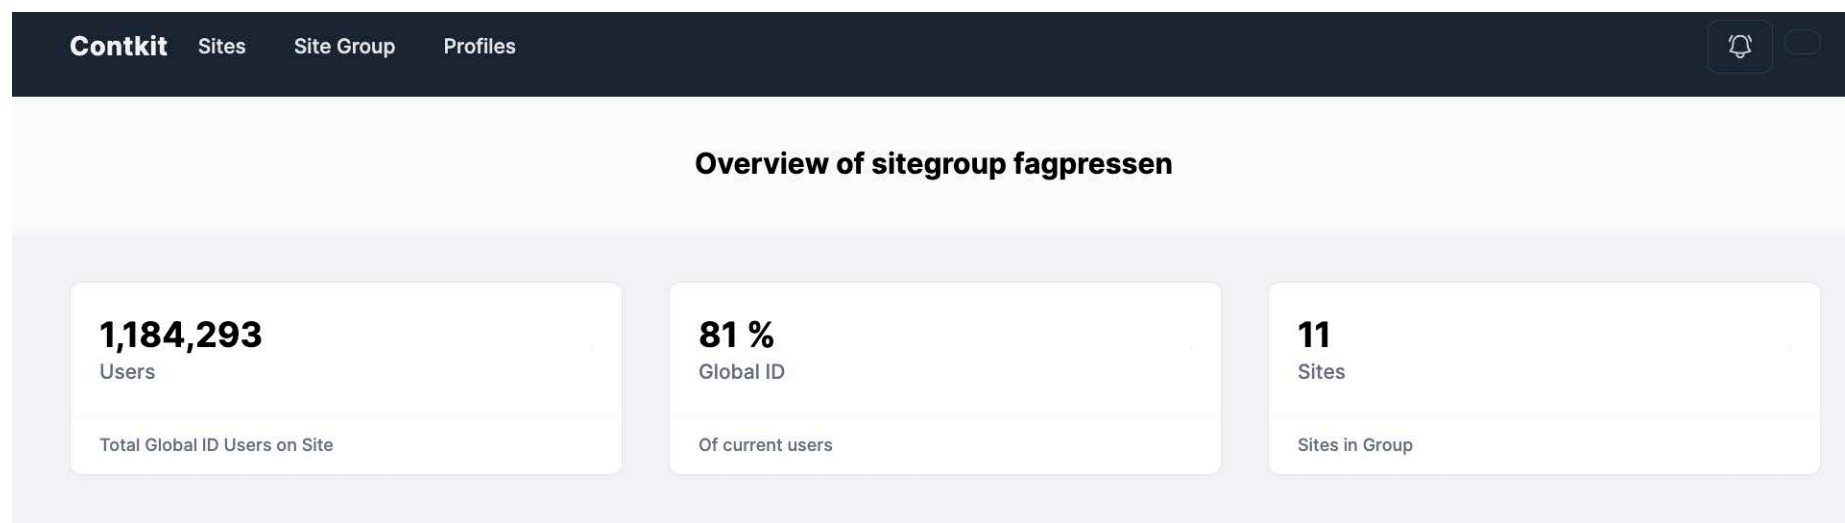 Contkit Sites Site Group Profiles
Overview of sitegroup fagpressen
1,184,293
Users
Total Global ID Users on Site
81 %
Global ID
Of current users
11
Sites
Sites in Group